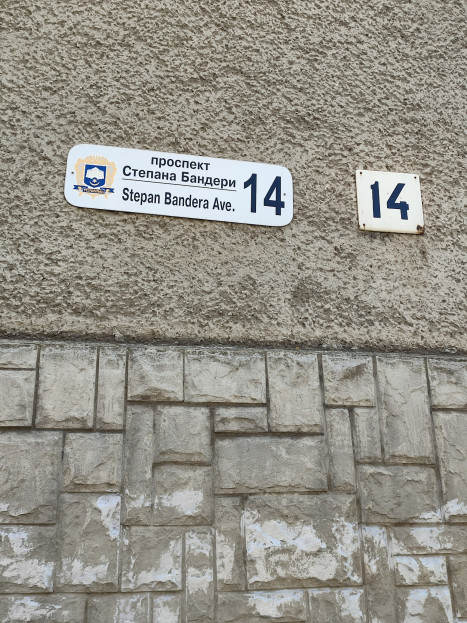 проспект
Степана Бандери
Stepan Bandera Ave.
14
14